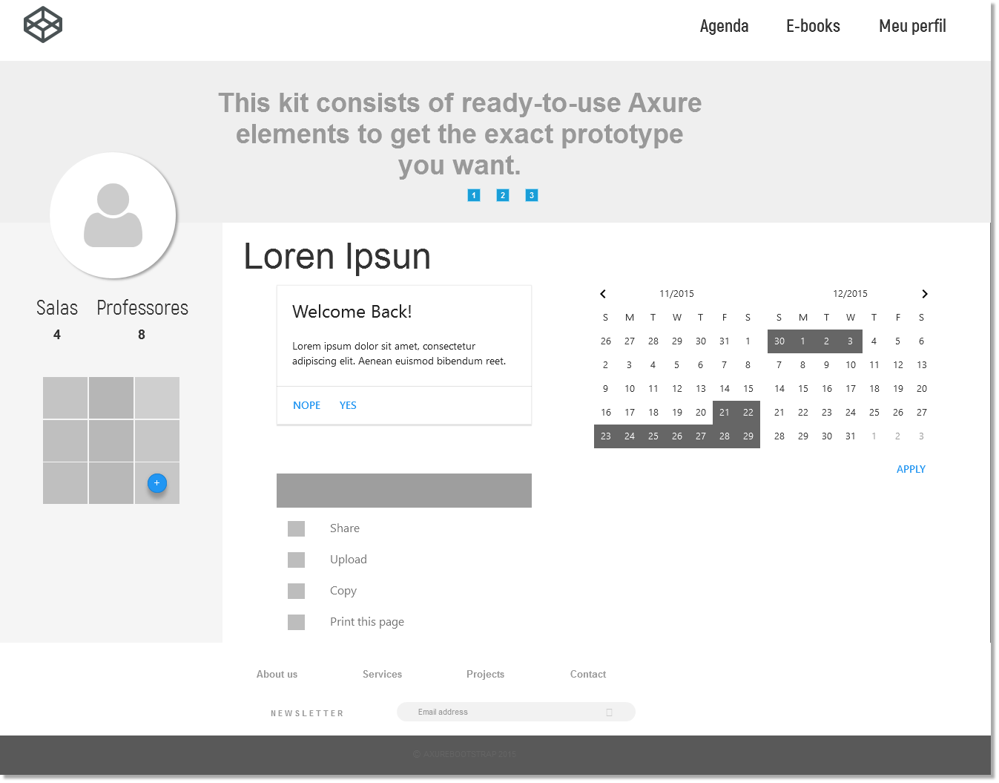 Agenda E-books Meu perfil
This kit consists of ready-to-use Axure
elements to get the exact prototype
you want.
1 2 3
Loren Ipsun
Salas Professores
4 8
+
Welcome Back!
Lorem ipsum dolor sit amet, consectetur
adipiscing elit. Aenean euismod bibendum reet.
NOPE YES
11/2015
S M T W T F S
26 27 28 29 30 31 1
2 3 4 5 6 7 8
9 10 11 12 13 14 15
16 17 18 19 20 21 22
23 24 25 26 27 28 29
12/2015
S M T W T F S
30 1 2 3 4 5 6
7 8 9 10 11 12 13
14 15 16 17 18 19 20
21 22 23 24 25 26 27
28 29 30 31 1 2 3
APPLY
Share
Upload
Copy
Print this page
About us Services Projects Contact
NEWSLETTER Email address
© AXUREBOOTSTRAP 2015